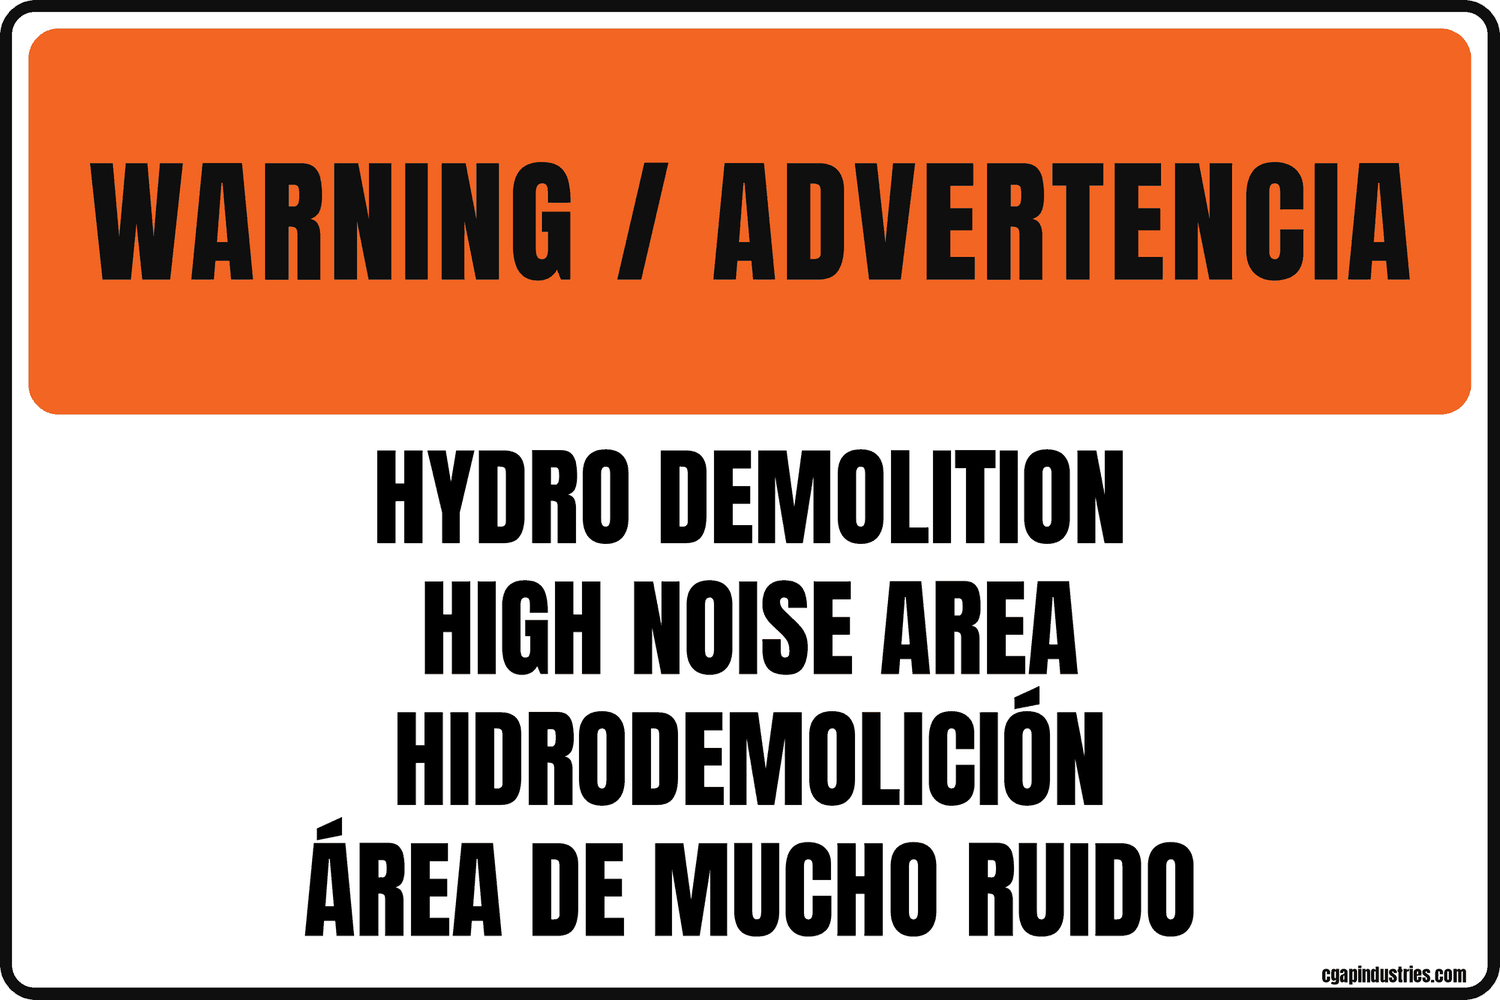 WARNING / ADVERTENCIA
HYDRO DEMOLITION
HIGH NOISE AREA
HIDRODEMOLICIÓN
ÁREA DE MUCHO RUIDO
cgapindustries.com